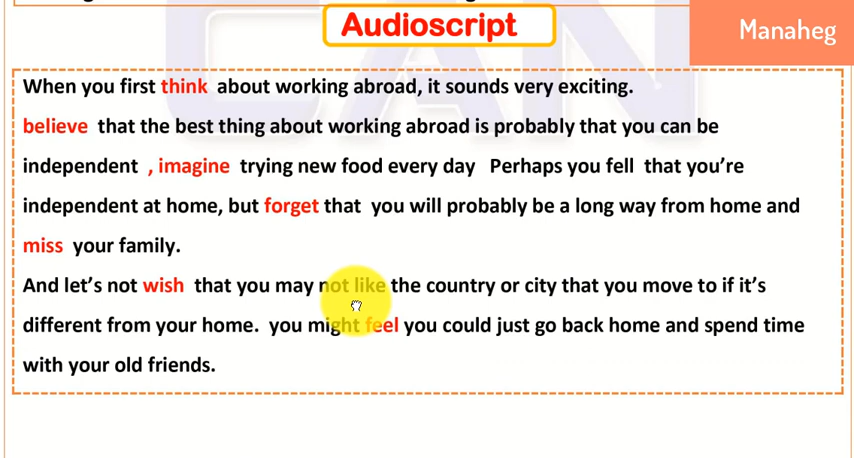 Audioscript
Manaheg
When you first think about working abroad, it sounds very exciting.
believe that the best thing about working abroad is probably that you can be
independent , imagine trying new food every day Perhaps you fell that you're
independent at home, but forget that you will probably be a long way from home and
miss your family.
And let's not wish that you may not like the country or city that you move to if it's
different from your home. you might feel you could just go back home and spend time
with your old friends.